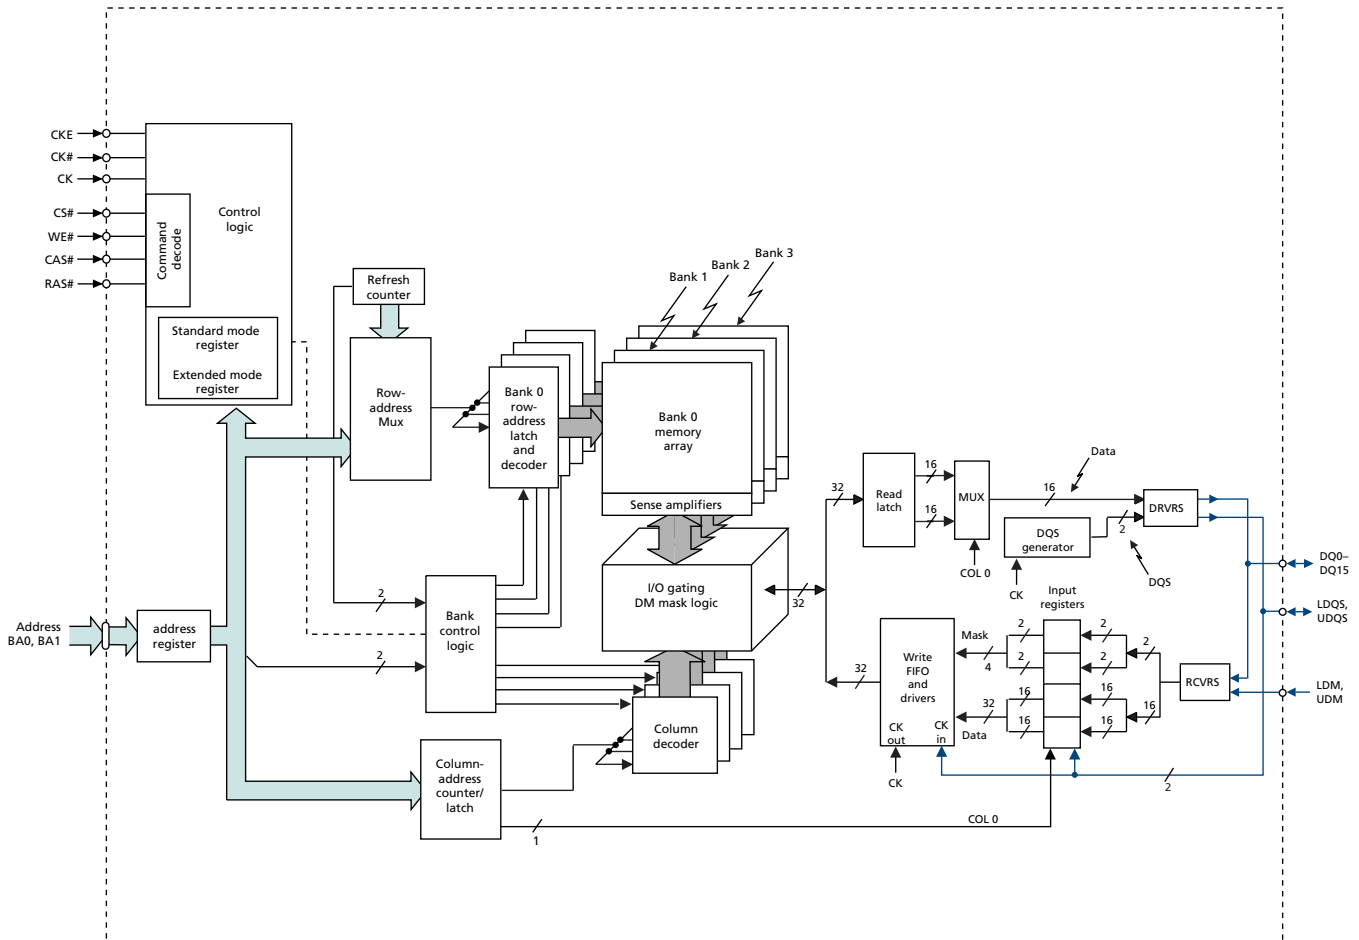 CKE
CK#
CK
CS#
WE#
CAS#
RAS#
Command
decode
Control
logic
Standard mode
register
Extended mode
register
Refresh
counter
Row-
address
Mux
Bank 0
row-
address
latch
and
decoder
Bank 1
Bank 2
Bank 3
Bank 0
memory
array
Sense amplifiers
I/O gating
DM mask logic
32
Address
BA0, BA1
address
register
2
2
Bank
control
logic
Column-
address
counter/
latch
1
Column
decoder
32
Read
latch
16
16
MUX
COL 0
16
Data
DQS
generator
CK
2
DQS
DRVRS
DQ0–
DQ15
LDQS,
UDQS
LDM,
UDM
RCVRS
Input
registers
32
Write
FIFO
and
drivers
CK
out
CK
in
CK
Mask
4
32
Data
2
2
16
16
2
2
16
16
2
16
2
COL 0